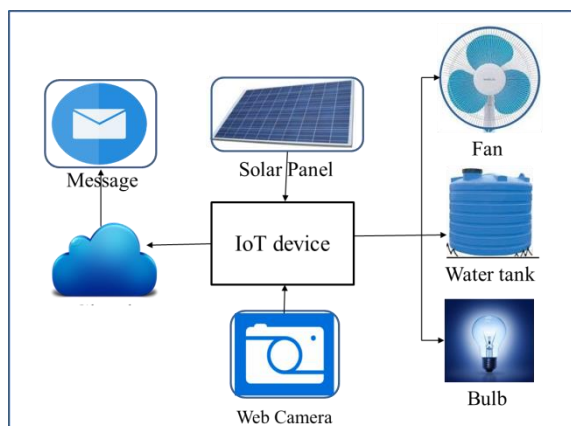 Message
Solar Panel
Fan
IoT device
Water tank
Web Camera
Bulb